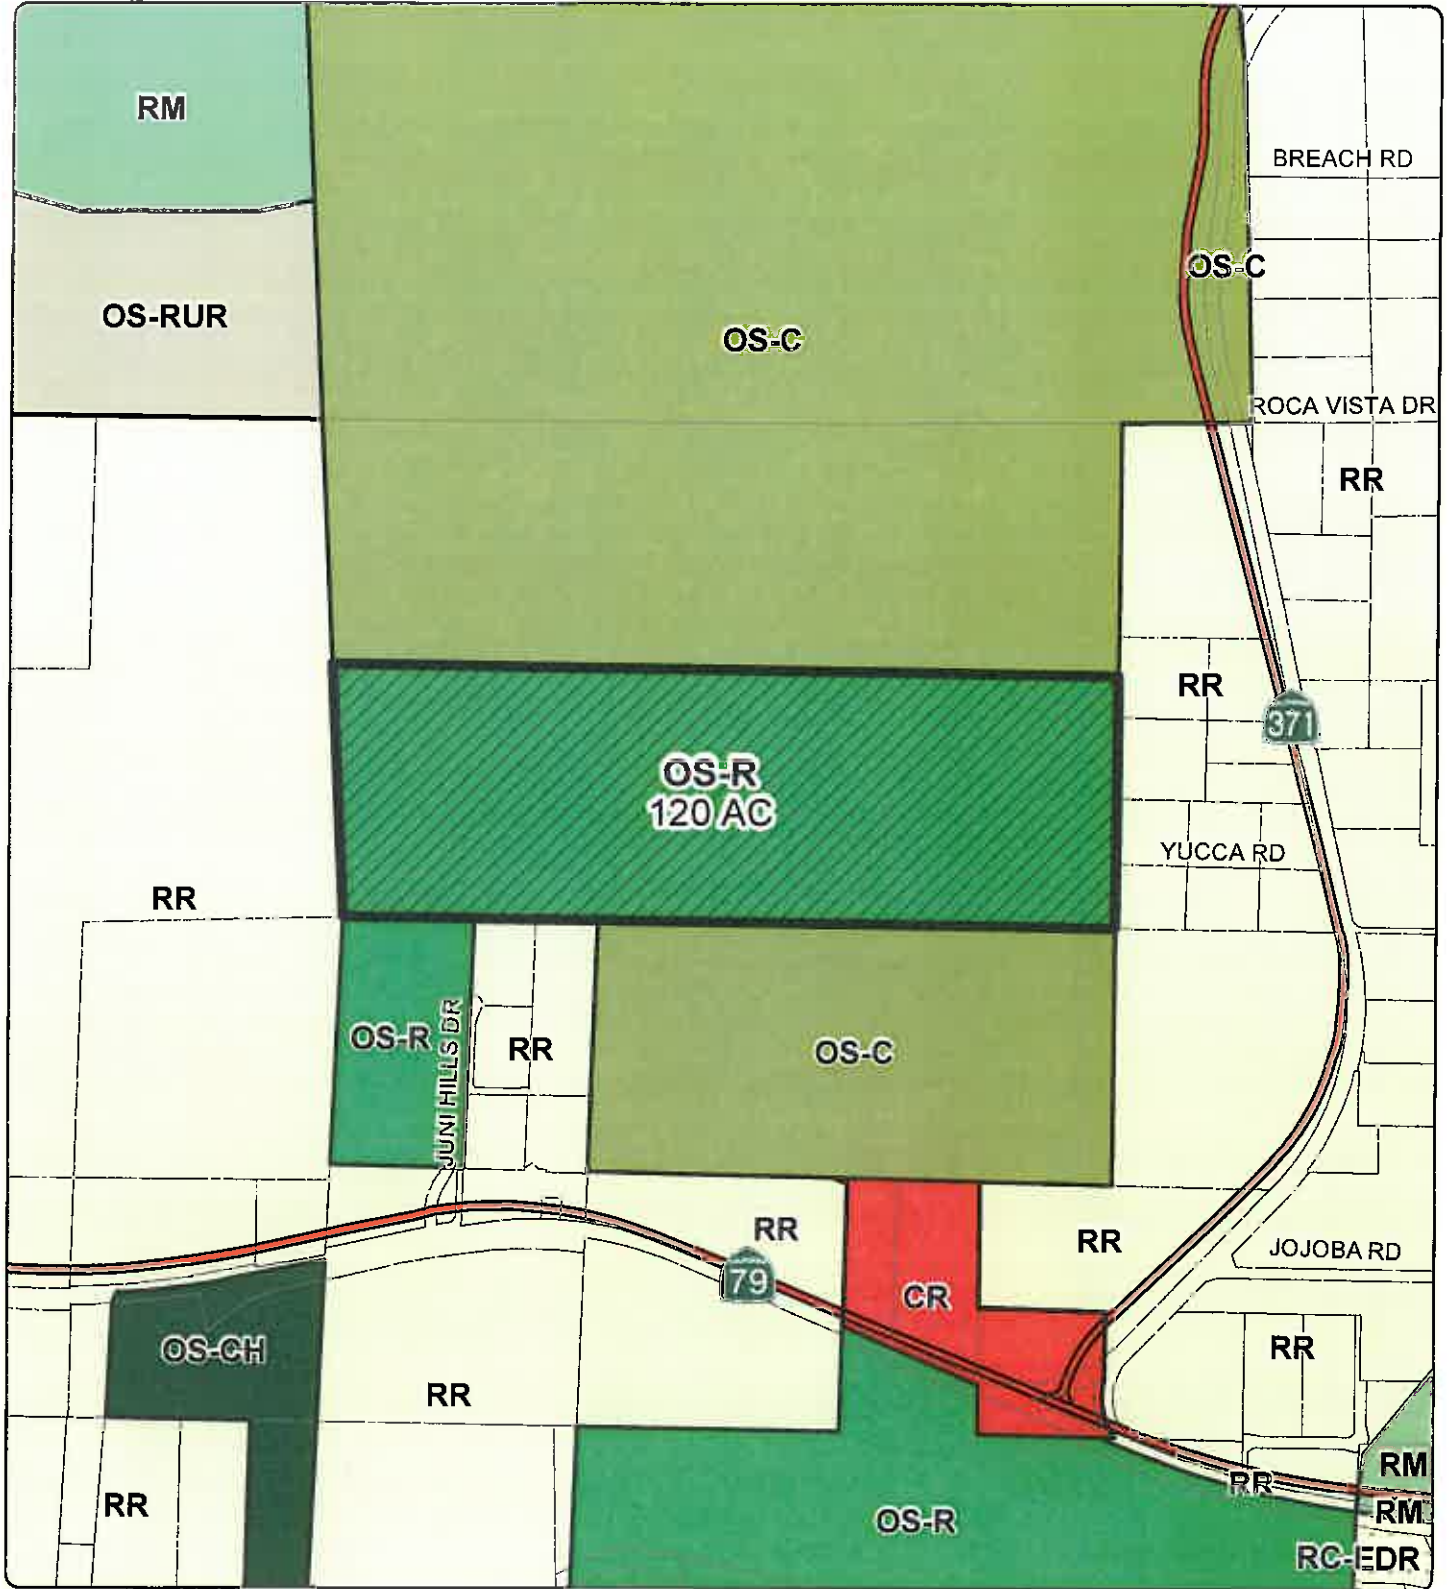 RM
BREACH RD
OS-C
OS-RUR
OS-C
ROCA VISTA DR
RR
RR
371
OS-R
120 AC
YUCCA RD
RR
OS-R
JUNI HILLS DR
RR
OS-C
RR
RR
JOJOBA RD
79
CR
OS-CH
RR
RR
RM
RR
RR
RM
OS-R
RC-EDR